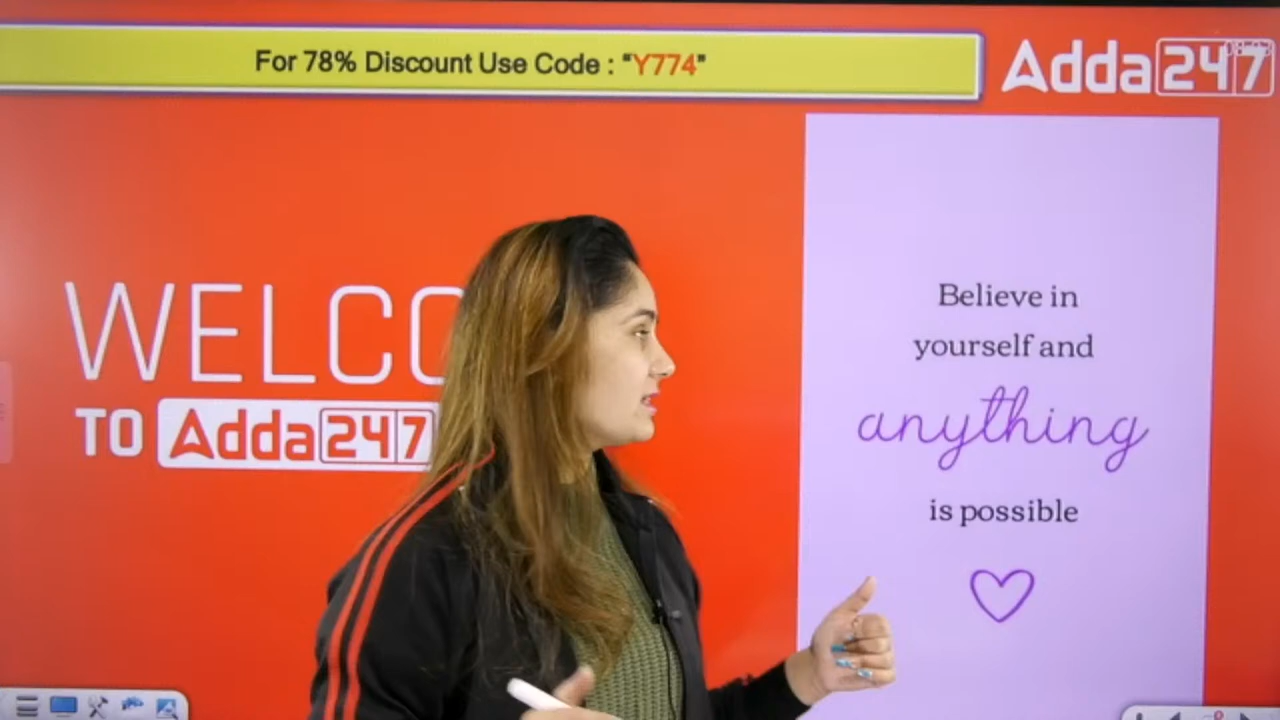 For 78% Discount Use Code : "Y774"
Adda247
WELCO
TO Adda247
Believe in
yourself and
anything
is possible